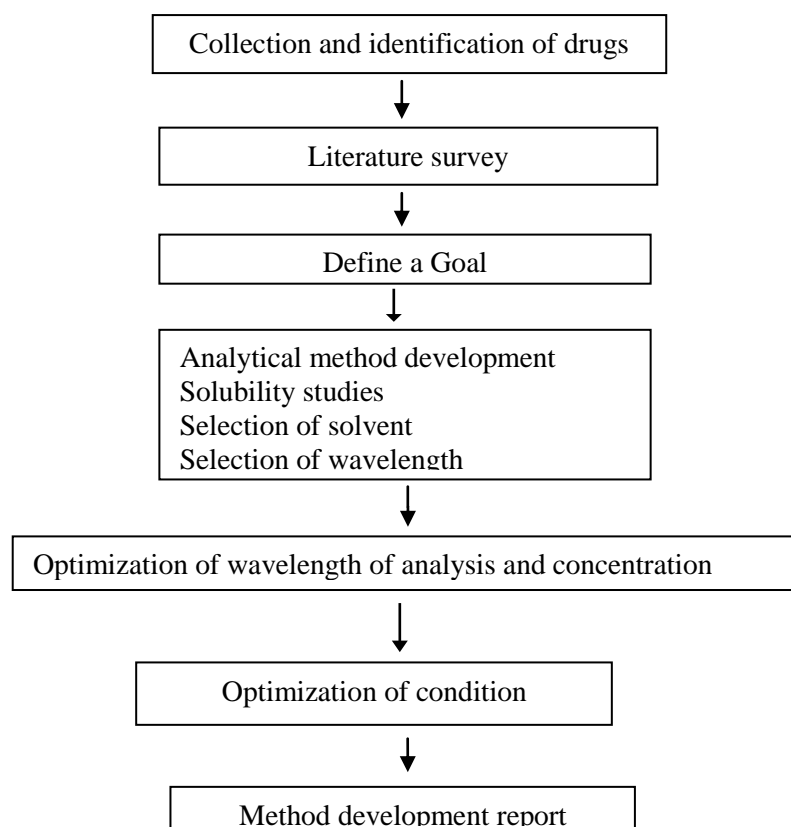 Collection and identification of drugs
Literature survey
Define a Goal
Analytical method development
Solubility studies
Selection of solvent
Selection of wavelength
Optimization of wavelength of analysis and concentration
Optimization of condition
Method development report